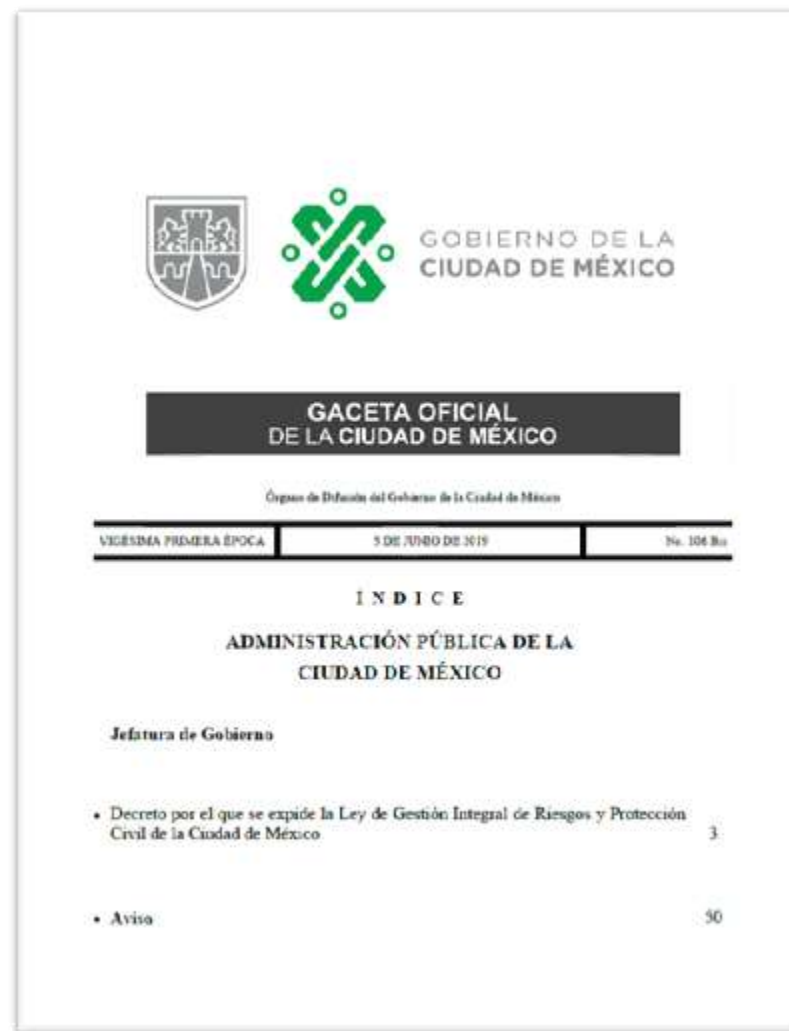 GOBIERNO DE LA
CIUDAD DE MÉXICO
GACETA OFICIAL
DE LA CIUDAD DE MÉXICO
Órgano de Difusión del Gobierno de la Ciudad de México
VIGÉSIMA PRIMERA ÉPOCA
5 DE JUNIO DE 2019
No. 106 Bis
Í N D I C E
ADMINISTRACIÓN PÚBLICA DE LA
CIUDAD DE MÉXICO
Jefatura de Gobierno
• Decreto por el que se expide la Ley de Gestión Integral de Riesgos y Protección
Civil de la Ciudad de México 3
• Aviso 90